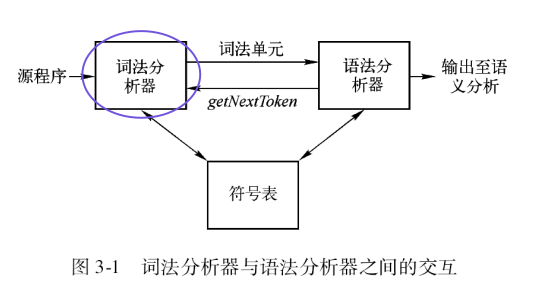 词法单元
源程序
词法分
析器
语法分
析器
输出至语
义分析
getNextToken
符号表
图 3-1 词法分析器与语法分析器之间的交互